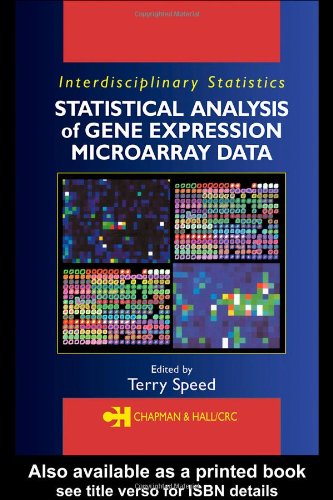 Interdisciplinary Statistics
STATISTICAL ANALYSIS
of GENE EXPRESSION
MICROARRAY DATA
Edited by
Terry Speed
CHAPMAN & HALL/CRC
Also available as a printed book
see title verso for ISBN details